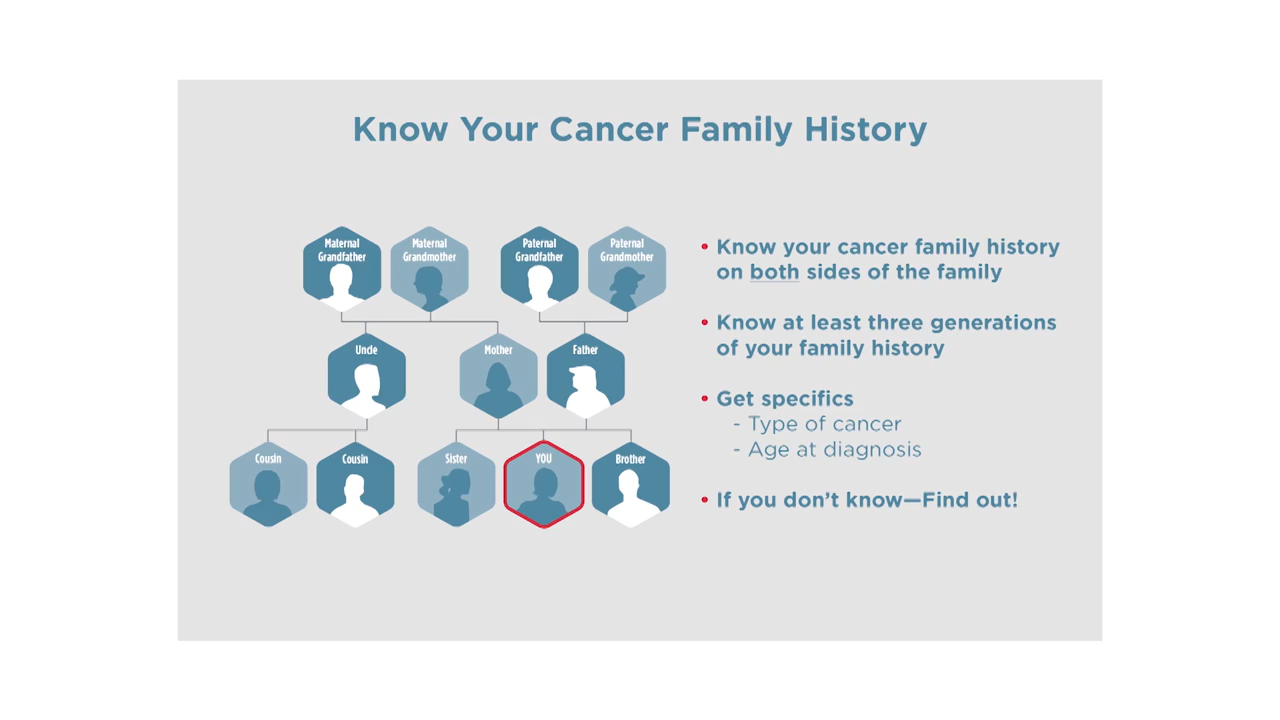 Know Your Cancer Family History
Maternal
Grandfather
Maternal
Grandmother
Paternal
Grandfather
Paternal
Grandmother
Uncle
Mother
Father
Cousin
Cousin
Sister
YOU
Brother
• Know your cancer family history
on both sides of the family
• Know at least three generations
of your family history
• Get specifics
- Type of cancer
- Age at diagnosis
• If you don't know—Find out!